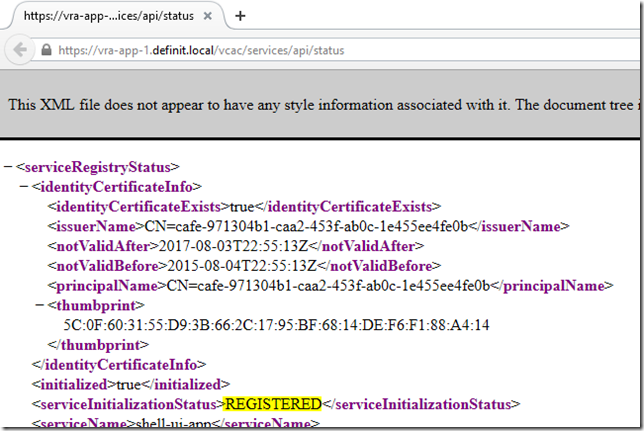 https://vra-app-...ices/api/status × +
https://vra-app-1.definit.local/vcac/services/api/status
This XML file does not appear to have any style information associated with it. The document tree i
− <serviceRegistryStatus>
− <identityCertificateInfo>
<identityCertificateExists>true</identityCertificateExists>
<issuerName>CN=cafe-971304b1-caa2-453f-ab0c-1e455ee4fe0b</issuerName>
<notValidAfter>2017-08-03T22:55:13Z</notValidAfter>
<notValidBefore>2015-08-04T22:55:13Z</notValidBefore>
<principalName>CN=cafe-971304b1-caa2-453f-ab0c-1e455ee4fe0b</principalName>
− <thumbprint>
5C:0F:60:31:55:D9:3B:66:2C:17:95:BF:68:14:DE:F6:F1:88:A4:14
</thumbprint>
</identityCertificateInfo>
<initialized>true</initialized>
<serviceInitializationStatus>REGISTERED</serviceInitializationStatus>
<serviceName>shell-ui-app</serviceName>